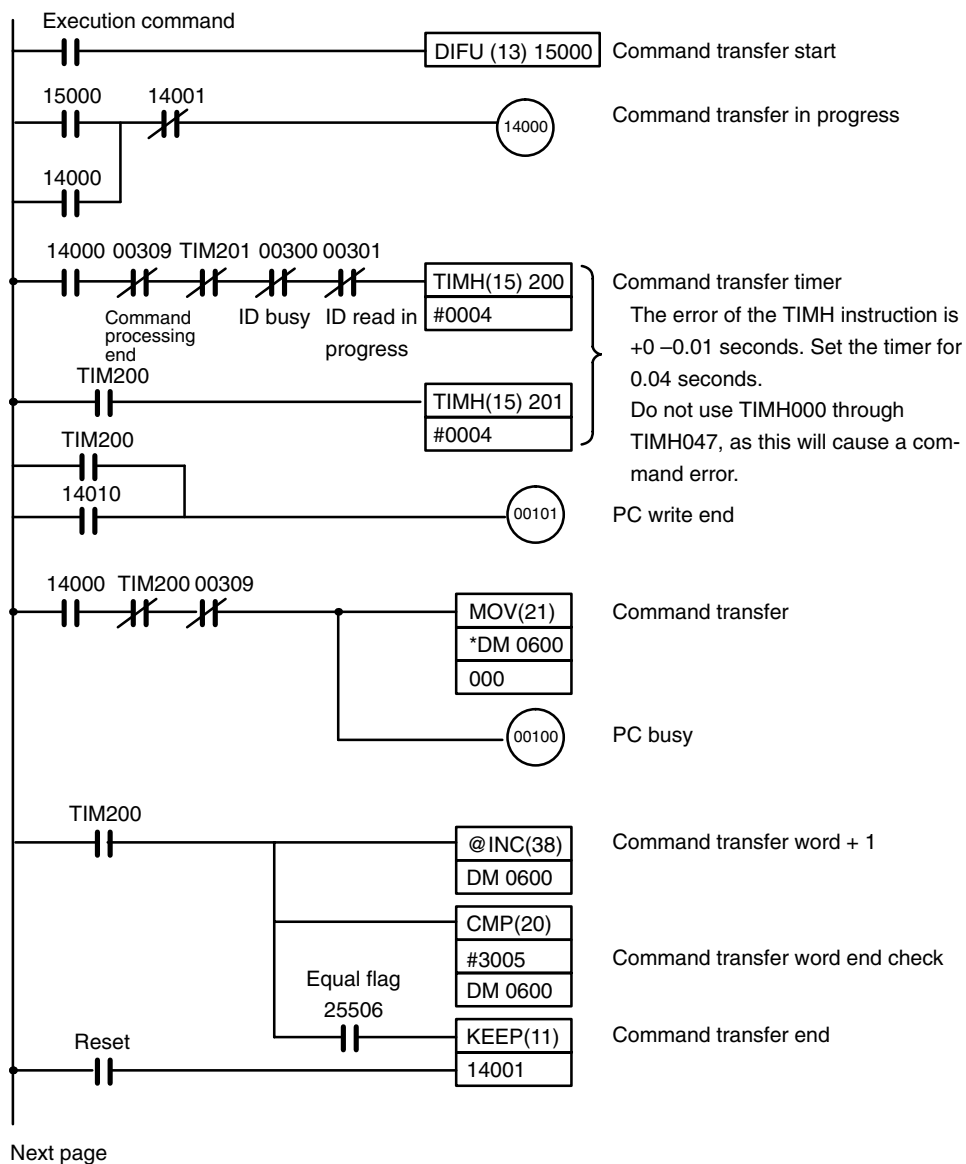 Execution command
DIFU (13) 15000 Command transfer start
15000 14001
14000 Command transfer in progress
14000
14000 00309 TIM201 00300 00301
TIMH(15) 200 Command transfer timer
#0004
Command processing end
ID busy
ID read in progress
The error of the TIMH instruction is
+0 –0.01 seconds. Set the timer for
0.04 seconds.
Do not use TIMH000 through
TIMH047, as this will cause a com-
mand error.
TIM200
TIMH(15) 201
#0004
TIM200
14010
00101 PC write end
14000 TIM200 00309
MOV(21) Command transfer
*DM 0600
000
00100 PC busy
TIM200
@INC(38) Command transfer word + 1
DM 0600
CMP(20)
#3005 Command transfer word end check
DM 0600
Equal flag
25506
KEEP(11) Command transfer end
Reset
14001
Next page